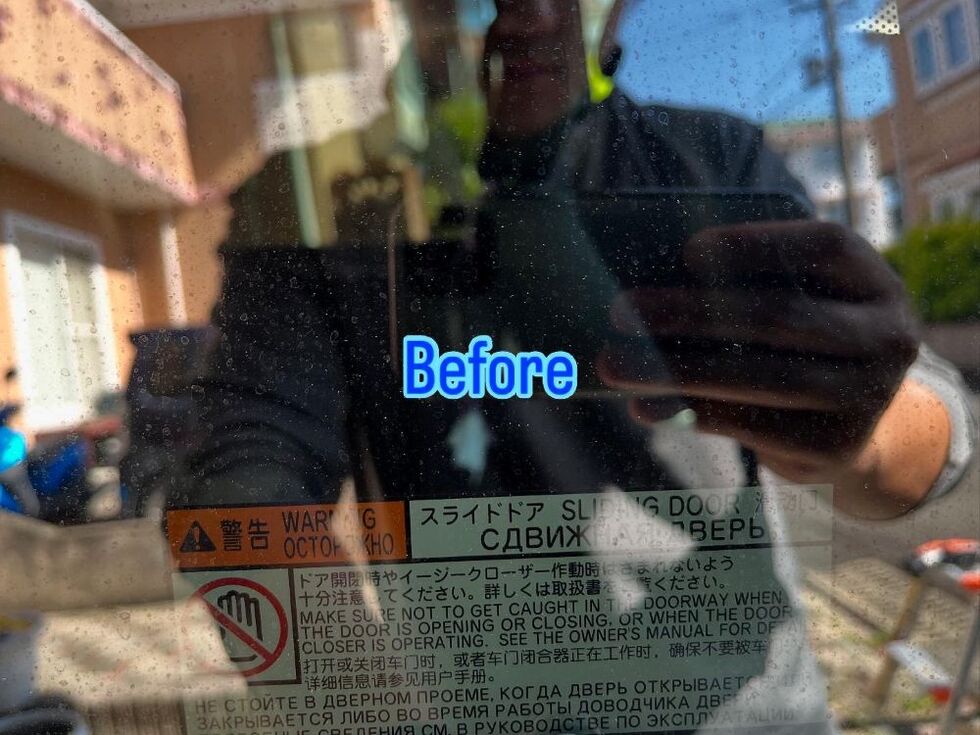 Before
警告 WARNING スライドドア SLIDING DOOR 滑动门
ОСТОРОЖНО СДВИЖНАЯ ДВЕРЬ
ドア開閉時やイージークローザー作動時はさまれないよう
十分注意してください。詳しくは取扱書をご覧ください。
MAKE SURE NOT TO GET CAUGHT IN THE DOORWAY WHEN
THE DOOR IS OPENING OR CLOSING, OR WHEN THE DOOR
CLOSER IS OPERATING. SEE THE OWNER'S MANUAL FOR
打开或关闭车门时，或者车门闭合器正在工作时，确保不要被车
详细信息请参见用户手册。
НЕ СТОЙТЕ В ДВЕРНОМ ПРОЕМЕ, КОГДА ДВЕРЬ ОТКРЫВАЕТСЯ
ЗАКРЫВАЕТСЯ ЛИБО ВО ВРЕМЯ РАБОТЫ ДОВОДЧИКА
СВЕДЕНИЯ СМ. В РУКОВОДСТВЕ ПО ЭКСПЛУАТАЦИИ